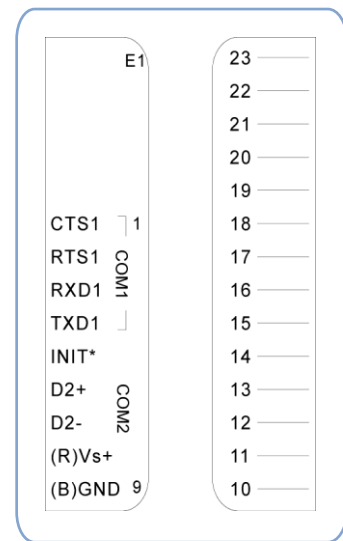 E1
CTS1 1
RTS1
RXD1
TXD1
COM1
INIT*
D2+
D2-
COM2
(R)Vs+
(B)GND 9
23
22
21
20
19
18
17
16
15
14
13
12
11
10